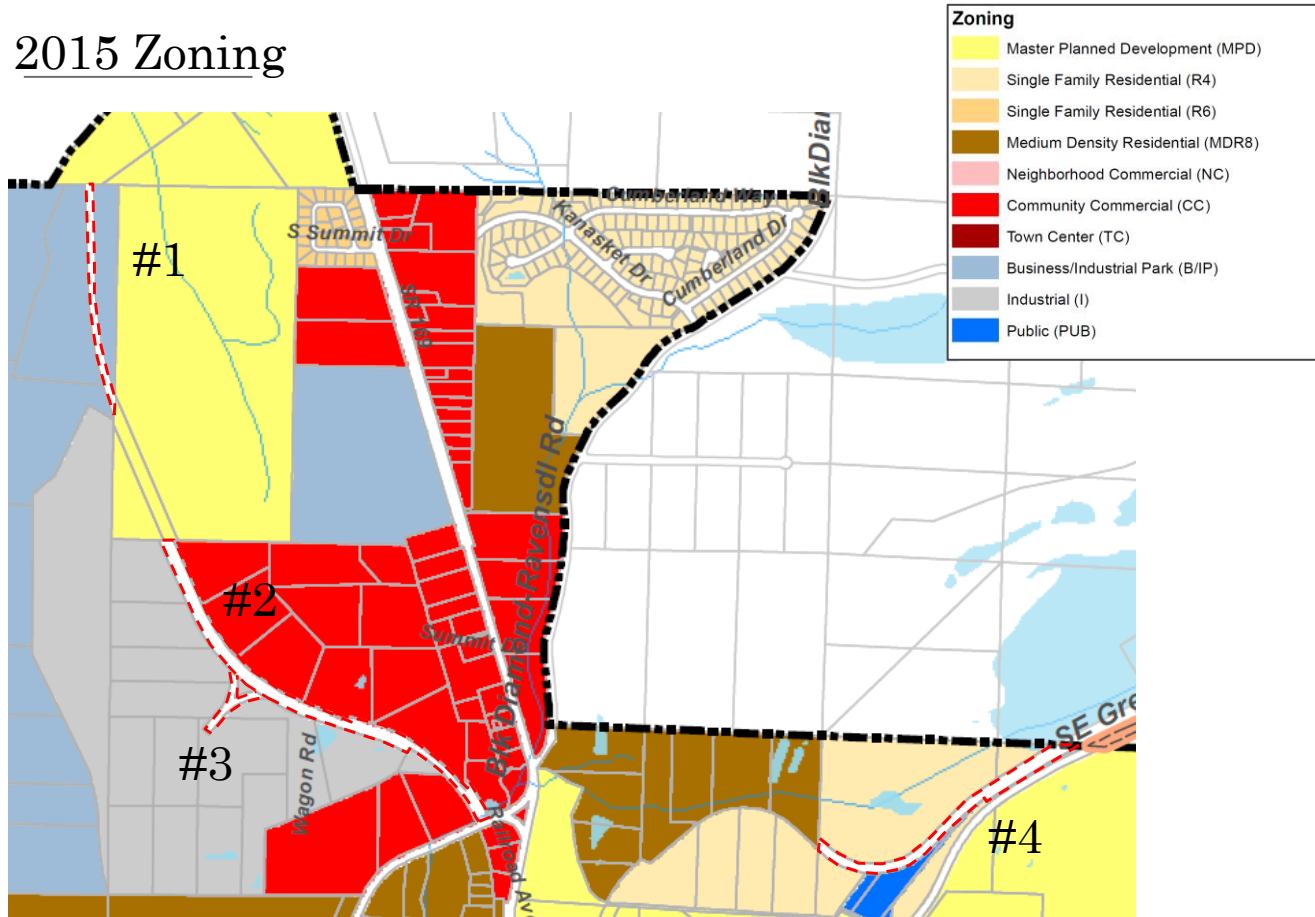 2015 Zoning
Zoning
Master Planned Development (MPD)
Single Family Residential (R4)
Single Family Residential (R6)
Medium Density Residential (MDR8)
Neighborhood Commercial (NC)
Community Commercial (CC)
Town Center (TC)
Business/Industrial Park (B/IP)
Industrial (I)
Public (PUB)
BlkDiar
Cumberland Way
Kanasket Dr
S Summit Dr
Cumberland Dr
#1
SR 169
Blk Diamond-Ravensdl Rd
#2
Summit Dr
#3
Wagon Rd
SE Gre
Railroad Av
#4